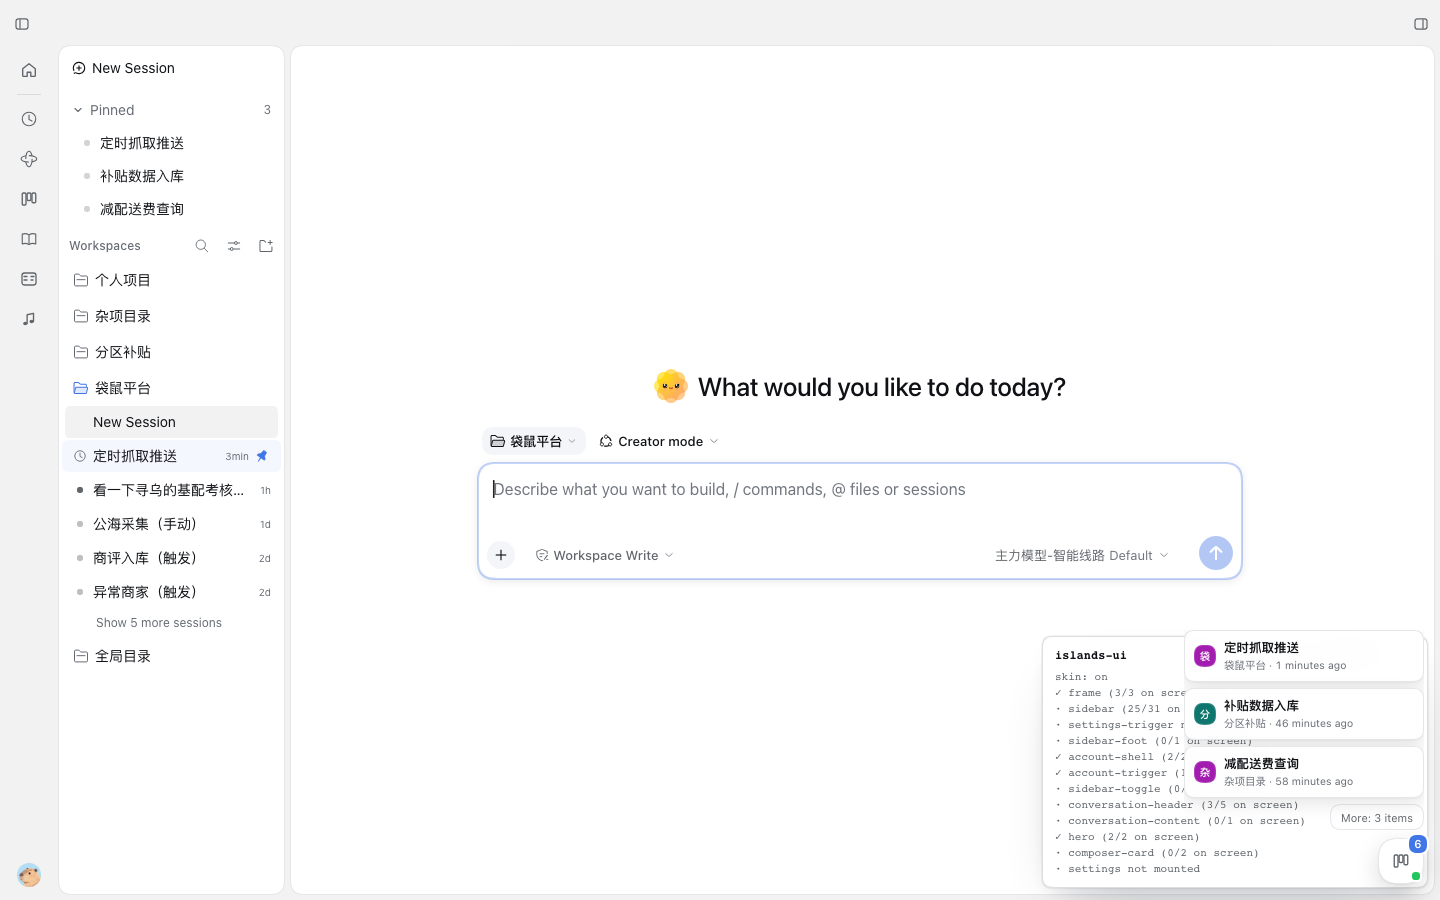 New Session
Pinned 3
定时抓取推送
补贴数据入库
减配送费查询
Workspaces
个人项目
杂项目录
分区补贴
袋鼠平台
New Session
定时抓取推送 3min
看一下寻乌的基配考核... 1h
公海采集（手动） 1d
商评入库（触发） 2d
异常商家（触发） 2d
Show 5 more sessions
全局目录
What would you like to do today?
袋鼠平台 Creator mode
Describe what you want to build, / commands, @ files or sessions
Workspace Write 主力模型-智能线路 Default
islands-ui
skin: on
✓ frame (3/3 on scre
· sidebar (25/31 on
· settings-trigger
· sidebar-foot (0/1 on screen)
✓ account-shell (2/2
✓ account-trigger (1
· sidebar-toggle (0/
· conversation-header (3/5 on screen)
· conversation-content (0/1 on screen)
✓ hero (2/2 on screen)
· composer-card (0/2 on screen)
· settings not mounted
袋 定时抓取推送
袋鼠平台 · 1 minutes ago
分 补贴数据入库
分区补贴 · 46 minutes ago
杂 减配送费查询
杂项目录 · 58 minutes ago
More: 3 items
6